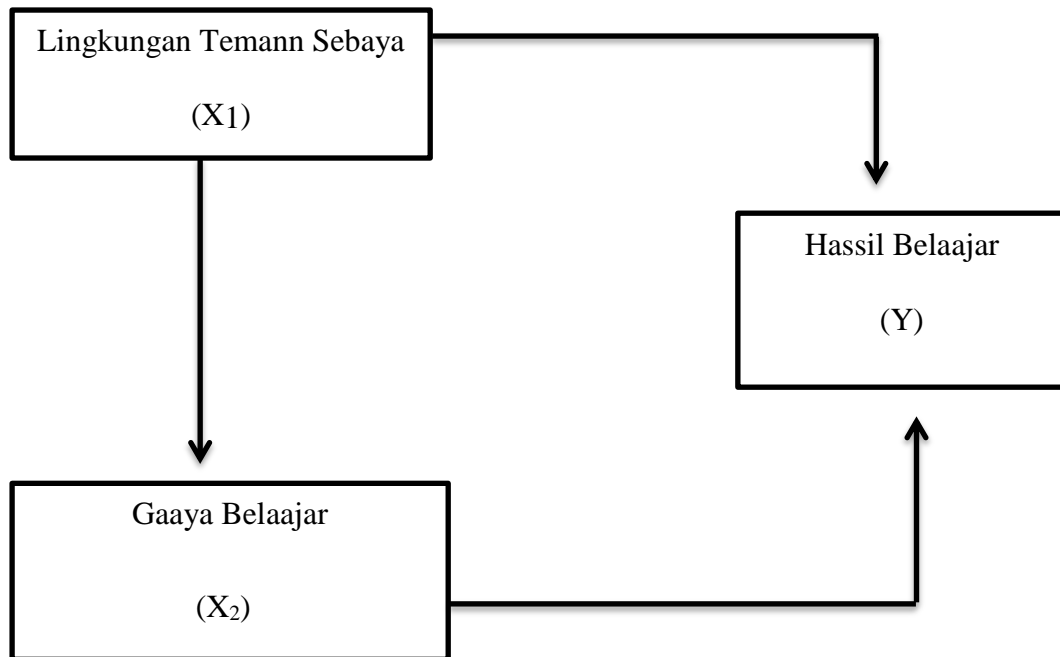 Lingkungan Temann Sebaya
(X1)
Hassil Belaajar
(Y)
Gaaya Belaajar
(X₂)